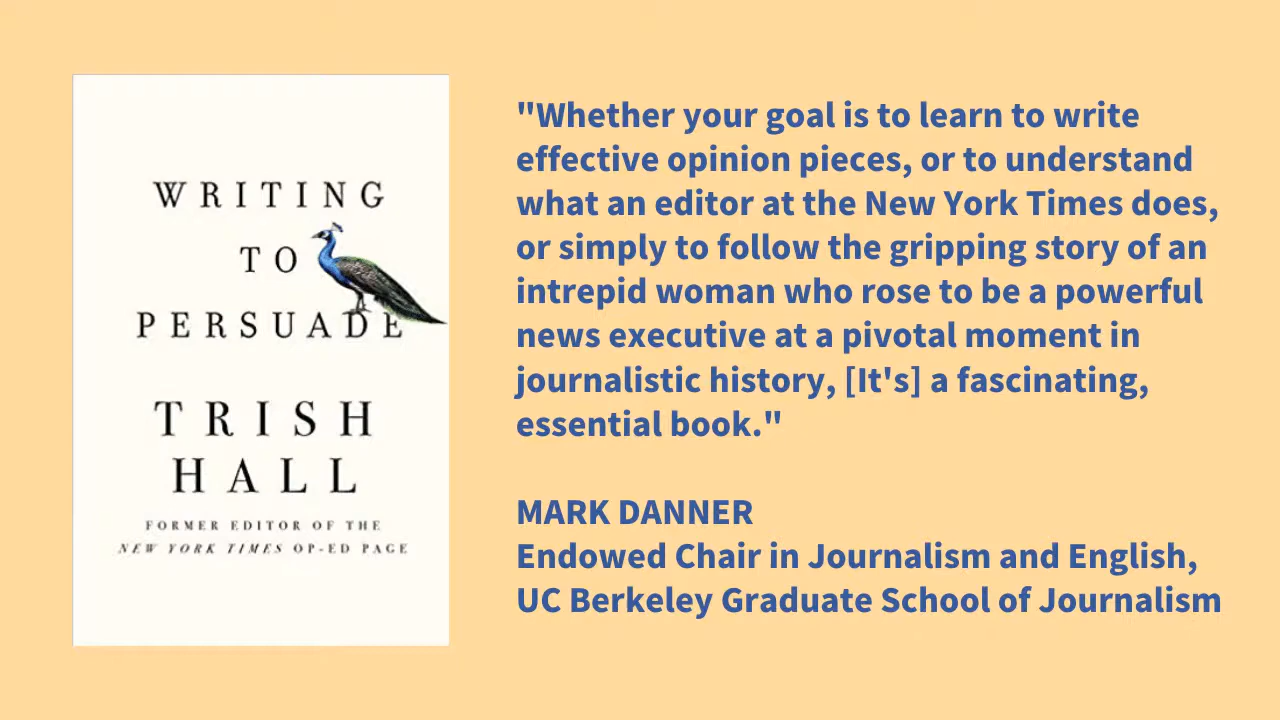 WRITING
TO
PERSUADE
TRISH
HALL
FORMER EDITOR OF THE
NEW YORK TIMES OP-ED PAGE
"Whether your goal is to learn to write
effective opinion pieces, or to understand
what an editor at the New York Times does,
or simply to follow the gripping story of an
intrepid woman who rose to be a powerful
news executive at a pivotal moment in
journalistic history, [It's] a fascinating,
essential book."
MARK DANNER
Endowed Chair in Journalism and English,
UC Berkeley Graduate School of Journalism